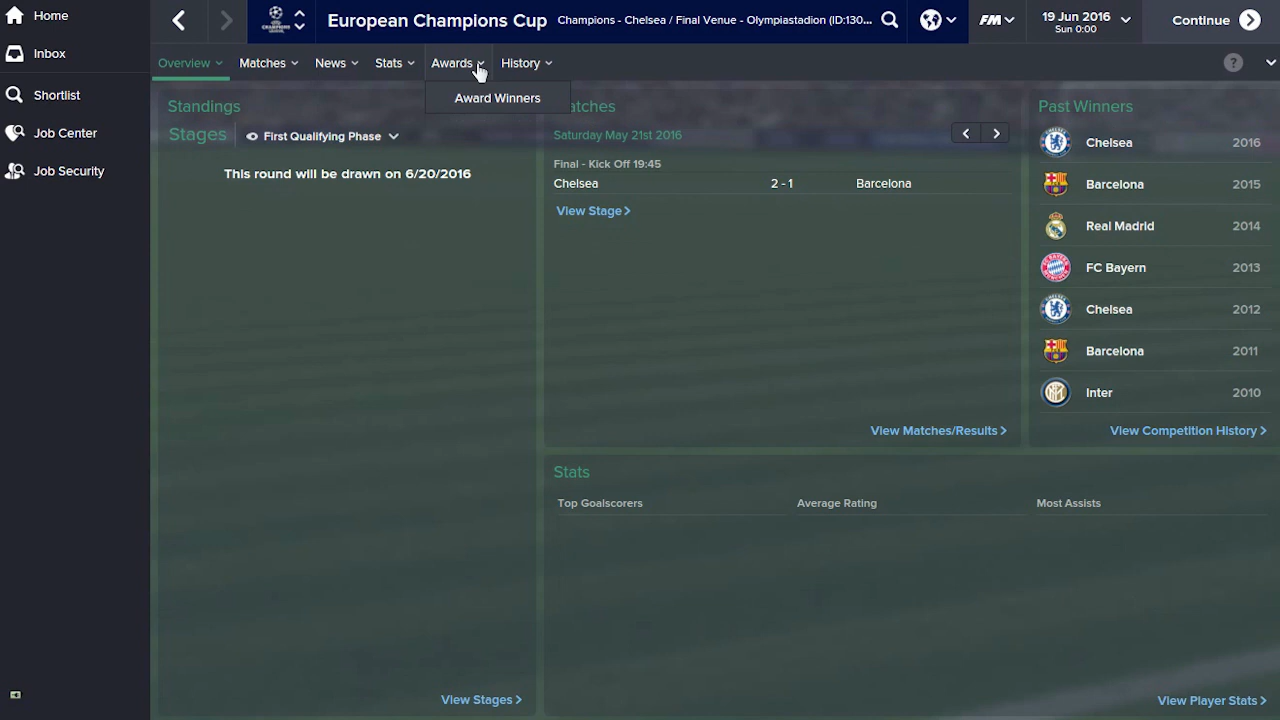 Home
Inbox
Shortlist
Job Center
Job Security
European Champions Cup
Champions - Chelsea / Final Venue - Olympiastadion (ID:130...
FM
19 Jun 2016
Sun 0:00
Continue
Overview
Matches
News
Stats
Awards
History
?
Award Winners
Standings
Stages
First Qualifying Phase
This round will be drawn on 6/20/2016
View Stages
atches
Saturday May 21st 2016
Final - Kick Off 19:45
Chelsea 2 - 1 Barcelona
View Stage
View Matches/Results
Past Winners
Chelsea 2016
Barcelona 2015
Real Madrid 2014
FC Bayern 2013
Chelsea 2012
Barcelona 2011
Inter 2010
View Competition History
Stats
Top Goalscorers
Average Rating
Most Assists
View Player Stats